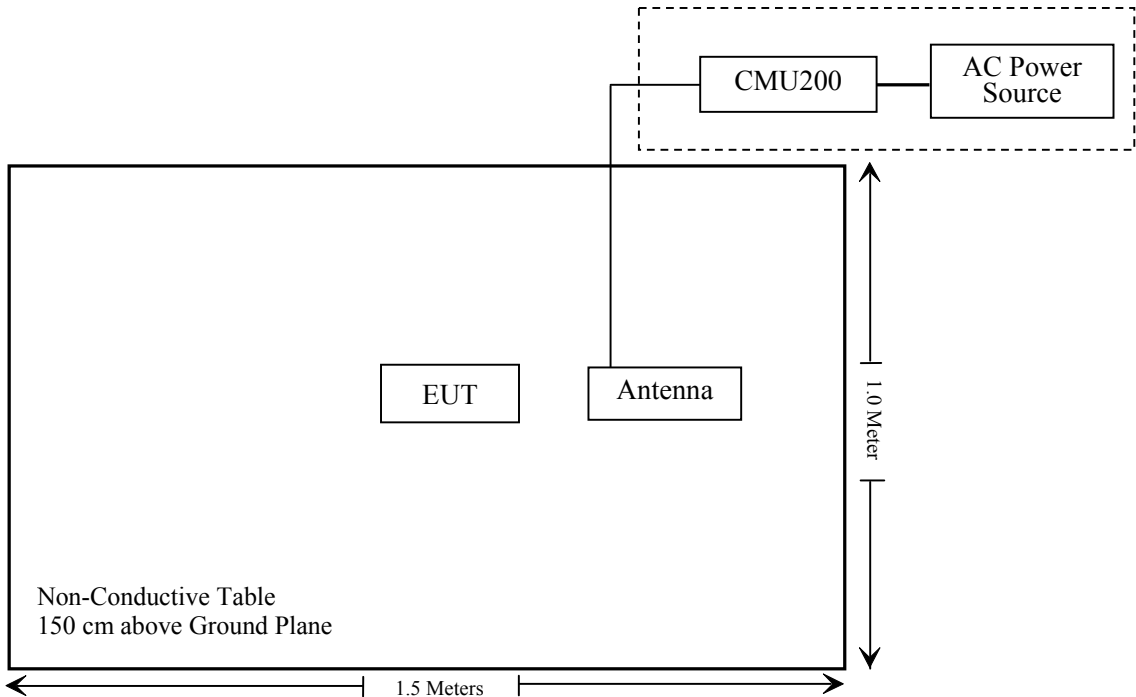 CMU200
AC Power
Source
EUT
Antenna
1.0 Meter
Non-Conductive Table
150 cm above Ground Plane
1.5 Meters